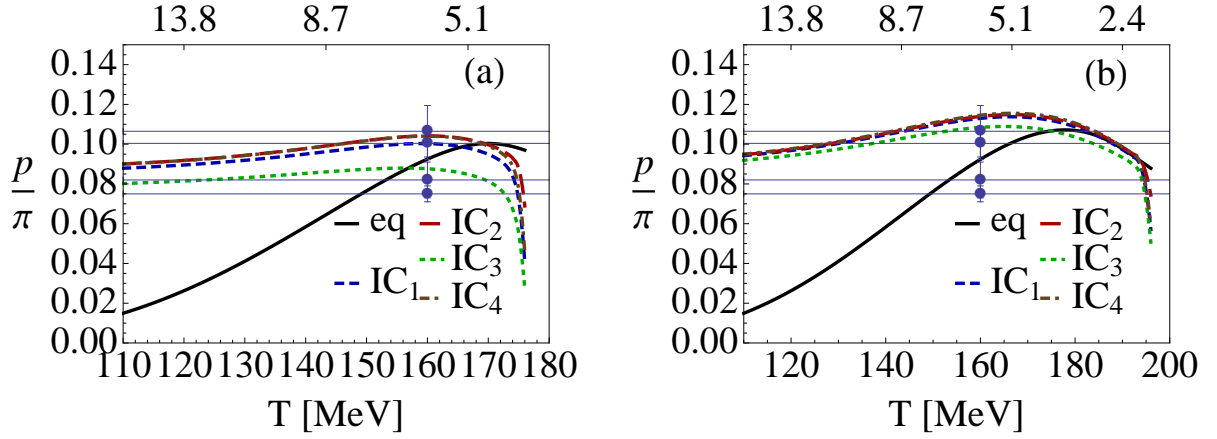 13.8 8.7 5.1
0.14
0.12
0.10
0.08
0.06
0.04
0.02
0.00
p/π
(a)
eq IC₂
IC₃
IC₁
IC₄
110 120 130 140 150 160 170 180
T [MeV]
13.8 8.7 5.1 2.4
0.14
0.12
0.10
0.08
0.06
0.04
0.02
0.00
p/π
(b)
eq IC₂
IC₃
IC₁
IC₄
120 140 160 180 200
T [MeV]